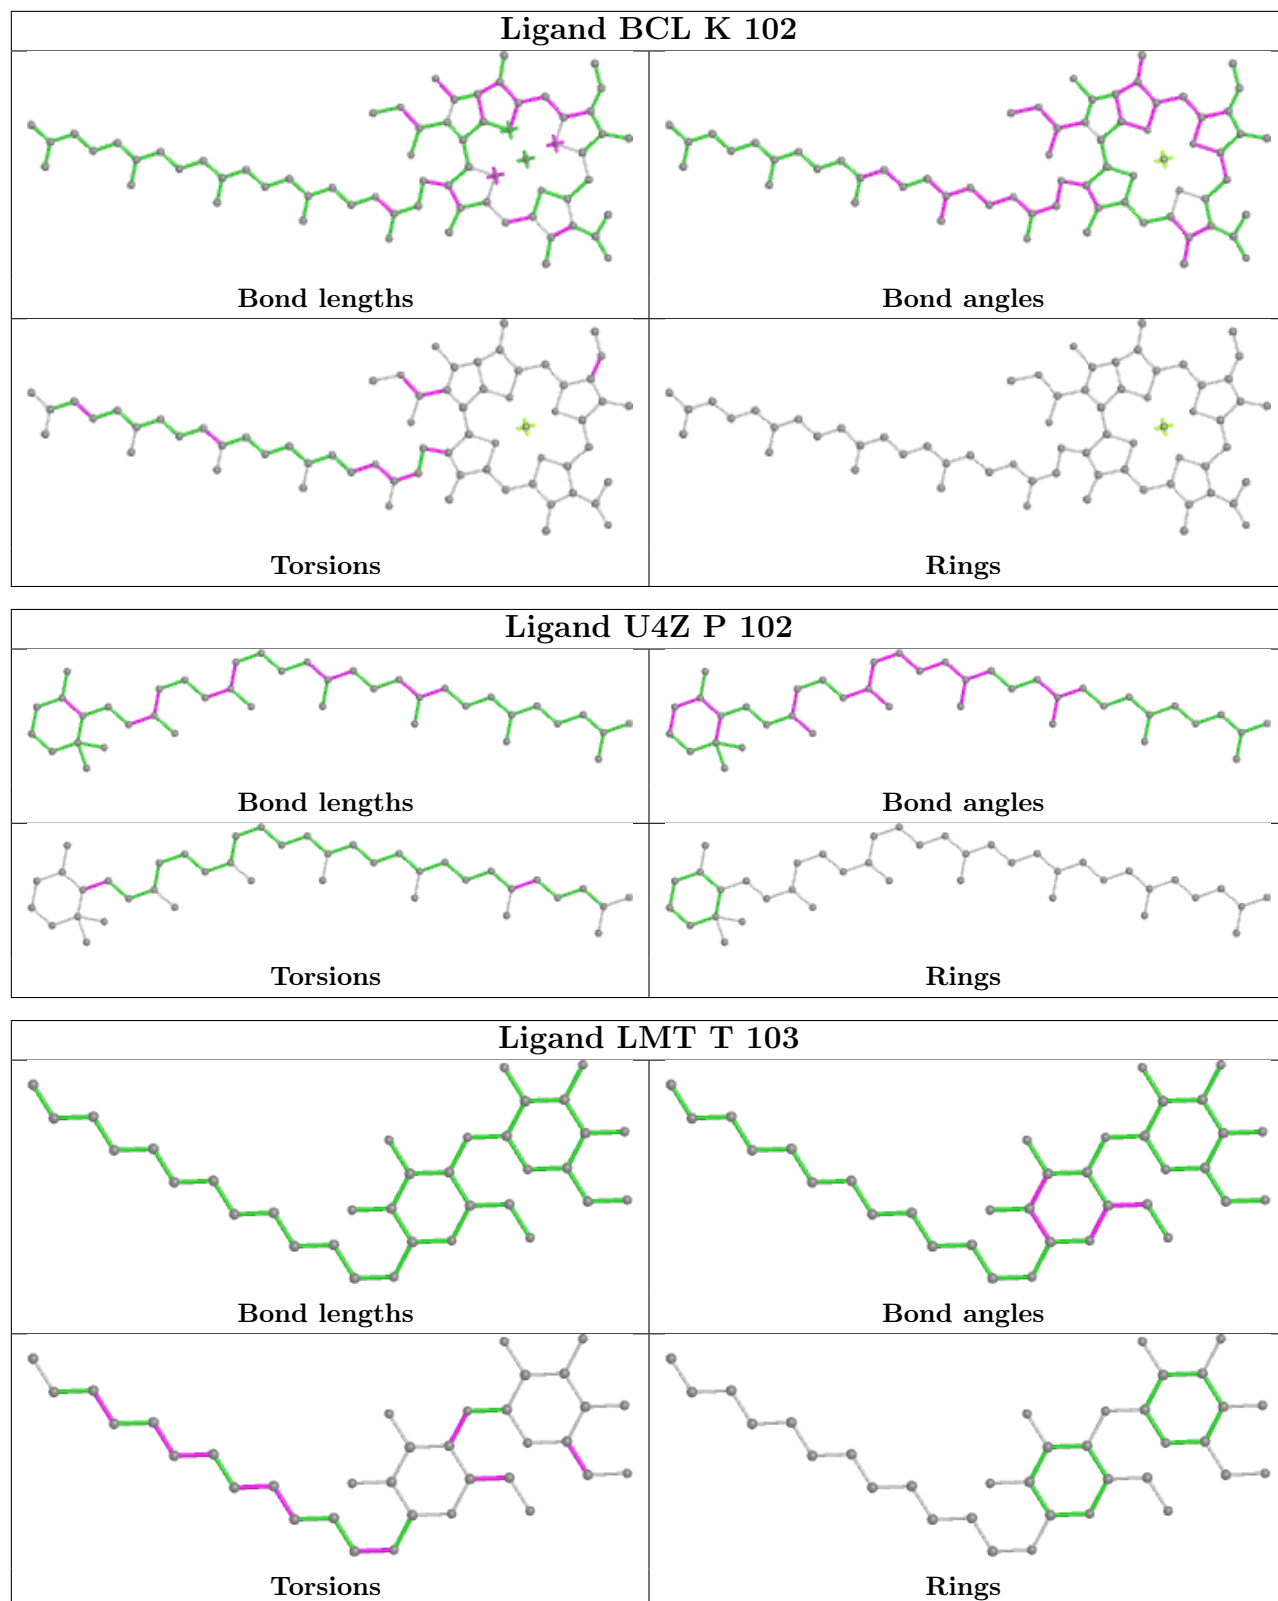 Ligand BCL K 102
Bond lengths
Bond angles
Torsions
Rings
Ligand U4Z P 102
Bond lengths
Bond angles
Torsions
Rings
Ligand LMT T 103
Bond lengths
Bond angles
Torsions
Rings